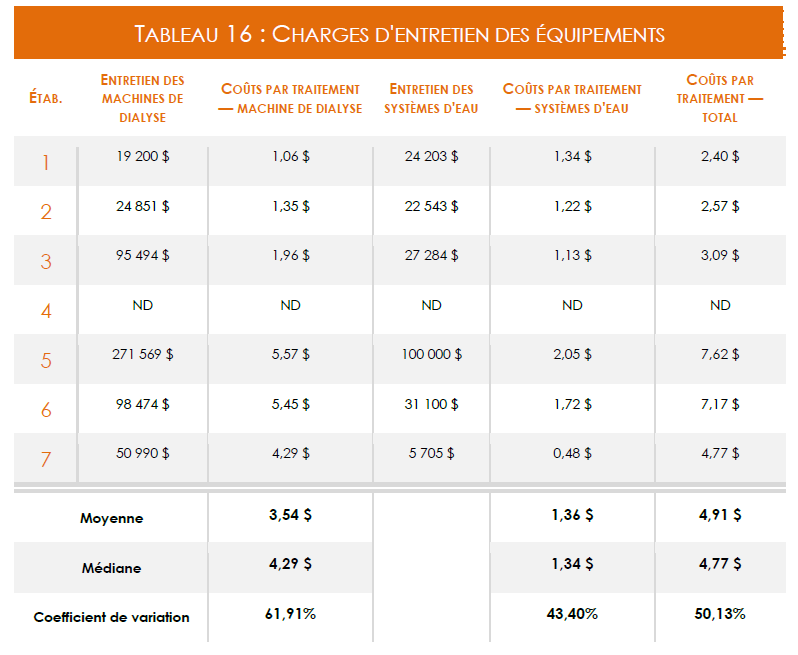 TABLEAU 16 : CHARGES D'ENTRETIEN DES ÉQUIPEMENTS
ÉTAB. ENTRETIEN DES MACHINES DE DIALYSE COÛTS PAR TRAITEMENT — MACHINE DE DIALYSE ENTRETIEN DES SYSTÈMES D'EAU COÛTS PAR TRAITEMENT — SYSTÈMES D'EAU COÛTS PAR TRAITEMENT — TOTAL
1 19 200 $ 1,06 $ 24 203 $ 1,34 $ 2,40 $
2 24 851 $ 1,35 $ 22 543 $ 1,22 $ 2,57 $
3 95 494 $ 1,96 $ 27 284 $ 1,13 $ 3,09 $
4 ND ND ND ND ND
5 271 569 $ 5,57 $ 100 000 $ 2,05 $ 7,62 $
6 98 474 $ 5,45 $ 31 100 $ 1,72 $ 7,17 $
7 50 990 $ 4,29 $ 5 705 $ 0,48 $ 4,77 $
Moyenne 3,54 $ 1,36 $ 4,91 $
Médiane 4,29 $ 1,34 $ 4,77 $
Coefficient de variation 61,91% 43,40% 50,13%